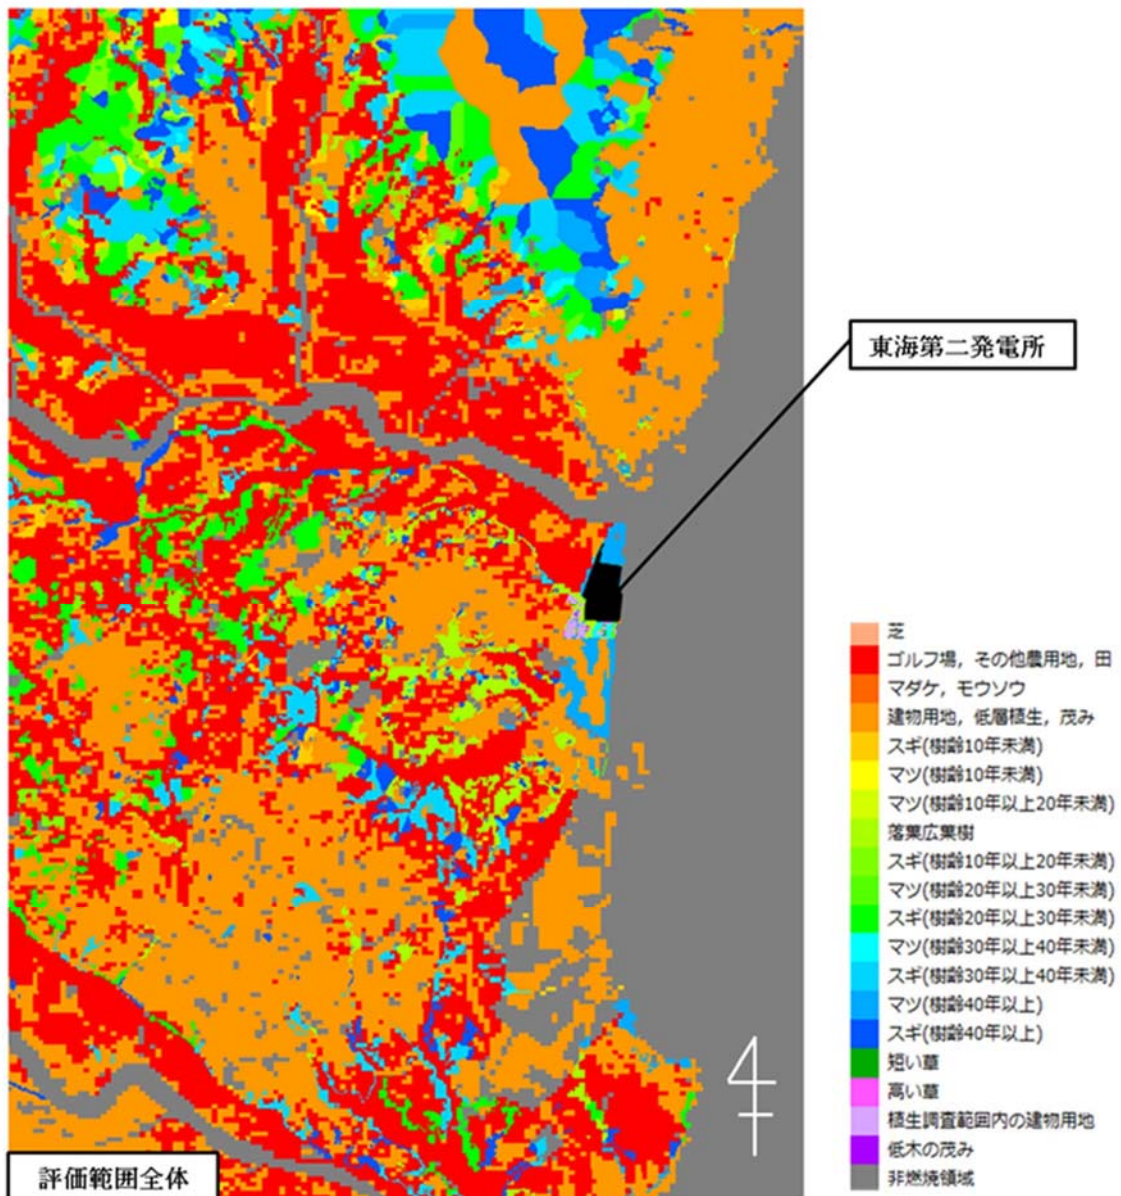 東海第二発電所
芝
ゴルフ場，その他農用地，田
マダケ，モウソウ
建物用地，低層植生，茂み
スギ(樹齢10年未満)
マツ(樹齢10年未満)
マツ(樹齢10年以上20年未満)
落葉広葉樹
スギ(樹齢10年以上20年未満)
マツ(樹齢20年以上30年未満)
スギ(樹齢20年以上30年未満)
マツ(樹齢30年以上40年未満)
スギ(樹齢30年以上40年未満)
マツ(樹齢40年以上)
スギ(樹齢40年以上)
短い草
高い草
植生調査範囲内の建物用地
低木の茂み
非燃焼領域
評価範囲全体